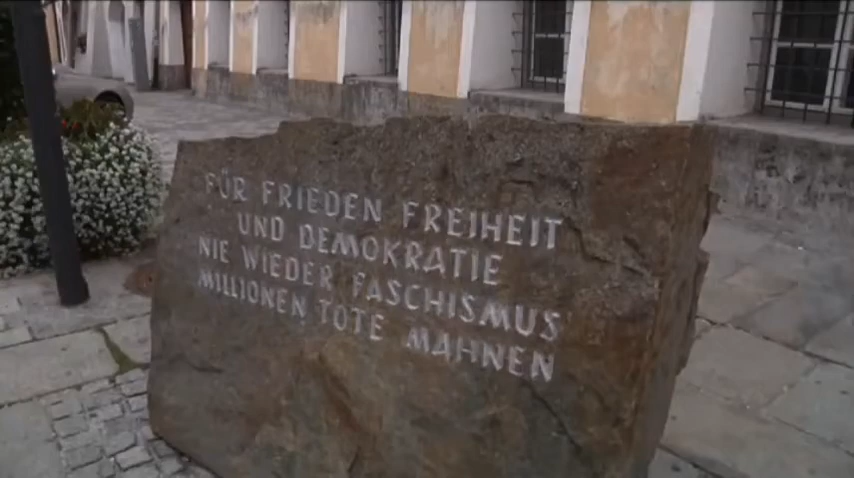 FÜR FRIEDEN FREIHEIT
UND DEMOKRATIE
NIE WIEDER FASCHISMUS
MILLIONEN TOTE MAHNEN